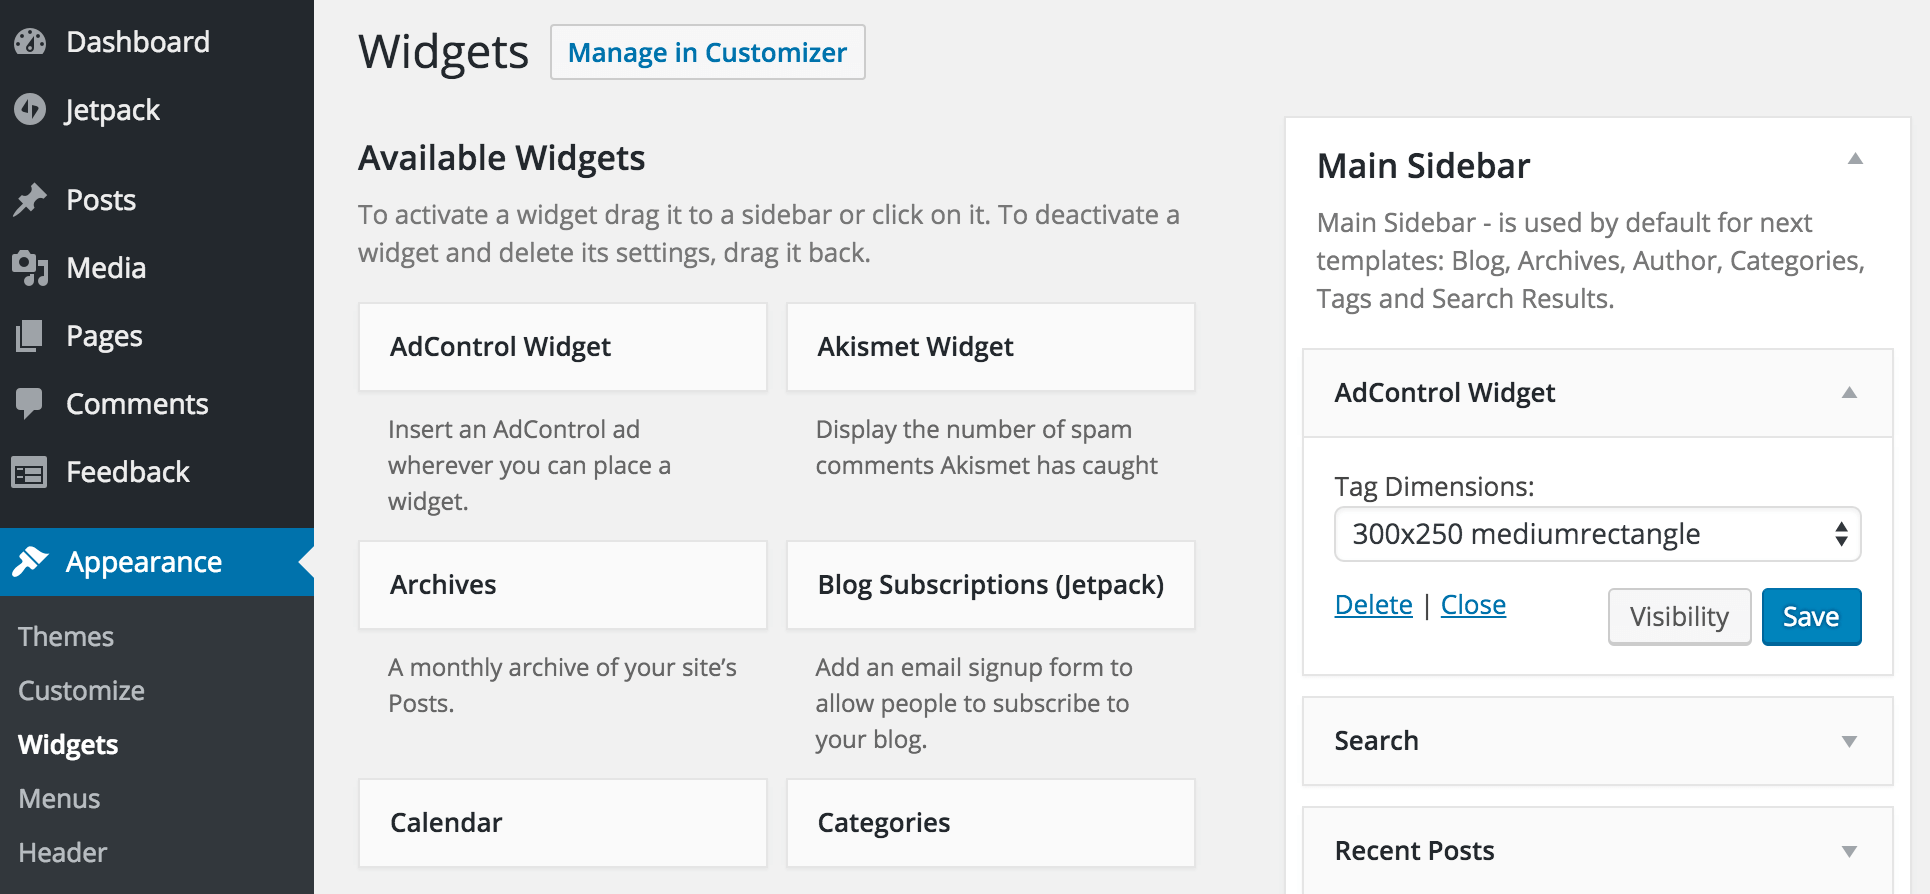 Dashboard
Jetpack
Posts
Media
Pages
Comments
Feedback
Appearance
Themes
Customize
Widgets
Menus
Header
Widgets
Manage in Customizer
Available Widgets
To activate a widget drag it to a sidebar or click on it. To deactivate a
widget and delete its settings, drag it back.
AdControl Widget
Insert an AdControl ad
wherever you can place a
widget.
Akismet Widget
Display the number of spam
comments Akismet has caught
Archives
A monthly archive of your site’s
Posts.
Blog Subscriptions (Jetpack)
Add an email signup form to
allow people to subscribe to
your blog.
Calendar
Categories
Main Sidebar
Main Sidebar - is used by default for next
templates: Blog, Archives, Author, Categories,
Tags and Search Results.
AdControl Widget
Tag Dimensions:
300x250 mediumrectangle
Delete | Close
Visibility
Save
Search
Recent Posts